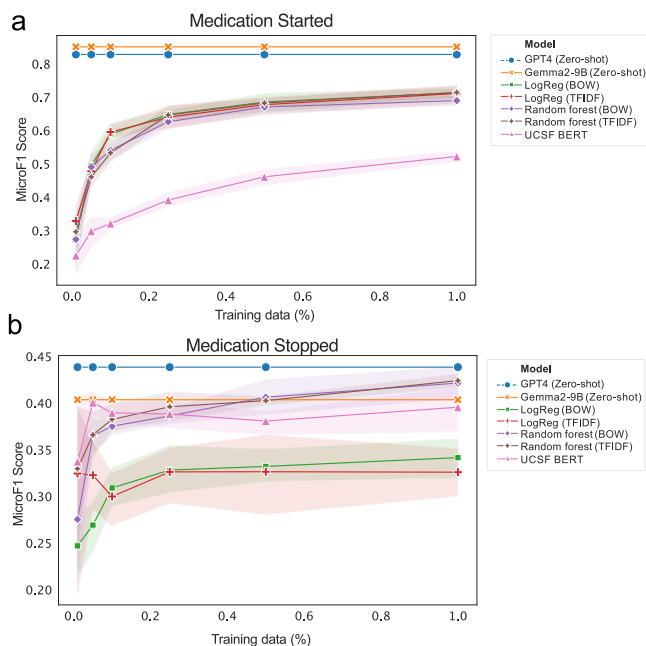 a
Medication Started
MicroF1 Score
0.8
0.7
0.6
0.5
0.4
0.3
0.2
0.0 0.2 0.4 0.6 0.8 1.0
Training data (%)
Model
GPT4 (Zero-shot)
Gemma2-9B (Zero-shot)
LogReg (BOW)
LogReg (TFIDF)
Random forest (BOW)
Random forest (TFIDF)
UCSF BERT
b
Medication Stopped
MicroF1 Score
0.45
0.40
0.35
0.30
0.25
0.20
0.0 0.2 0.4 0.6 0.8 1.0
Training data (%)
Model
GPT4 (Zero-shot)
Gemma2-9B (Zero-shot)
LogReg (BOW)
LogReg (TFIDF)
Random forest (BOW)
Random forest (TFIDF)
UCSF BERT